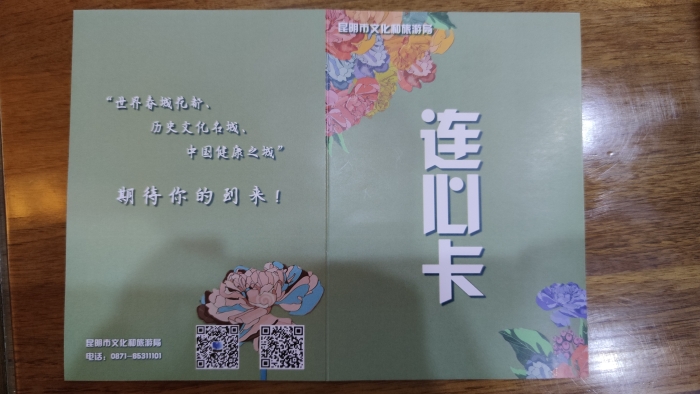 "世界春城花都、
历史文化名城、
中国健康之城"
期待你的到来！
昆明市文化和旅游局
电话：0871-65311101
昆明市文化和旅游局
连心卡